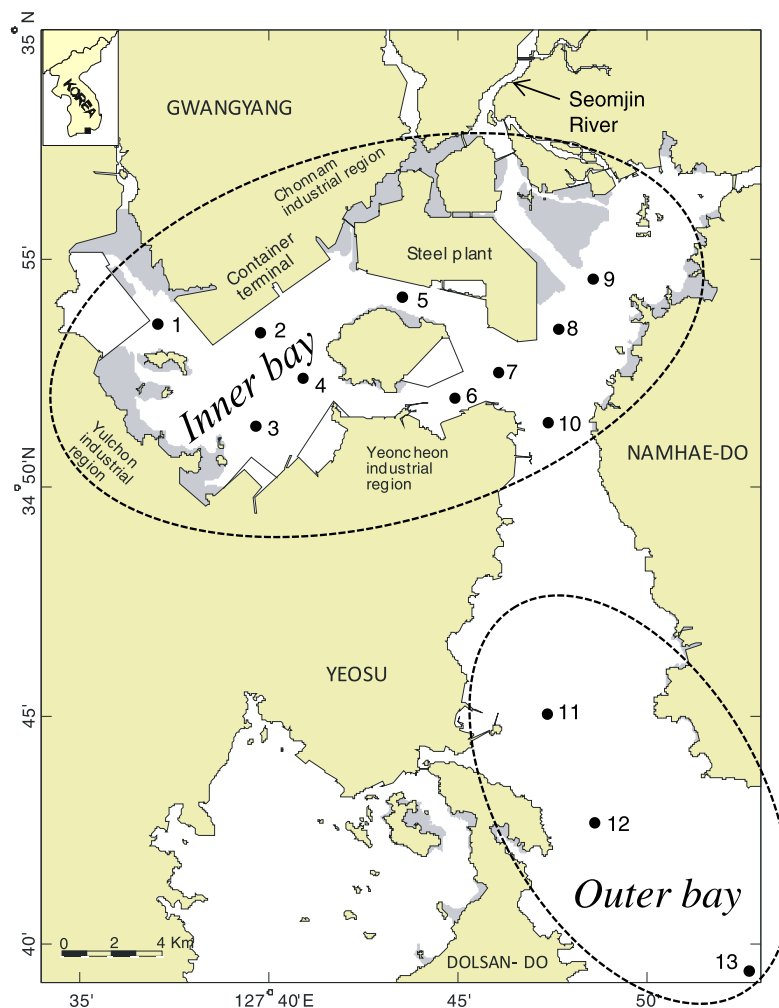 35° N
KOREA
GWANGYANG
Seomjin
River
Chonnam
industrial region
Container
terminal
Steel plant
55'
9
5
1
2
8
Inner bay
4
7
6
3
10
Yulchon
industrial
region
Yeoncheon
industrial
region
NAMHAE-DO
34° 50' N
YEOSU
45'
11
12
Outer bay
40'
0 2 4 Km
DOLSAN- DO
13
35'
127° 40' E
45'
50'